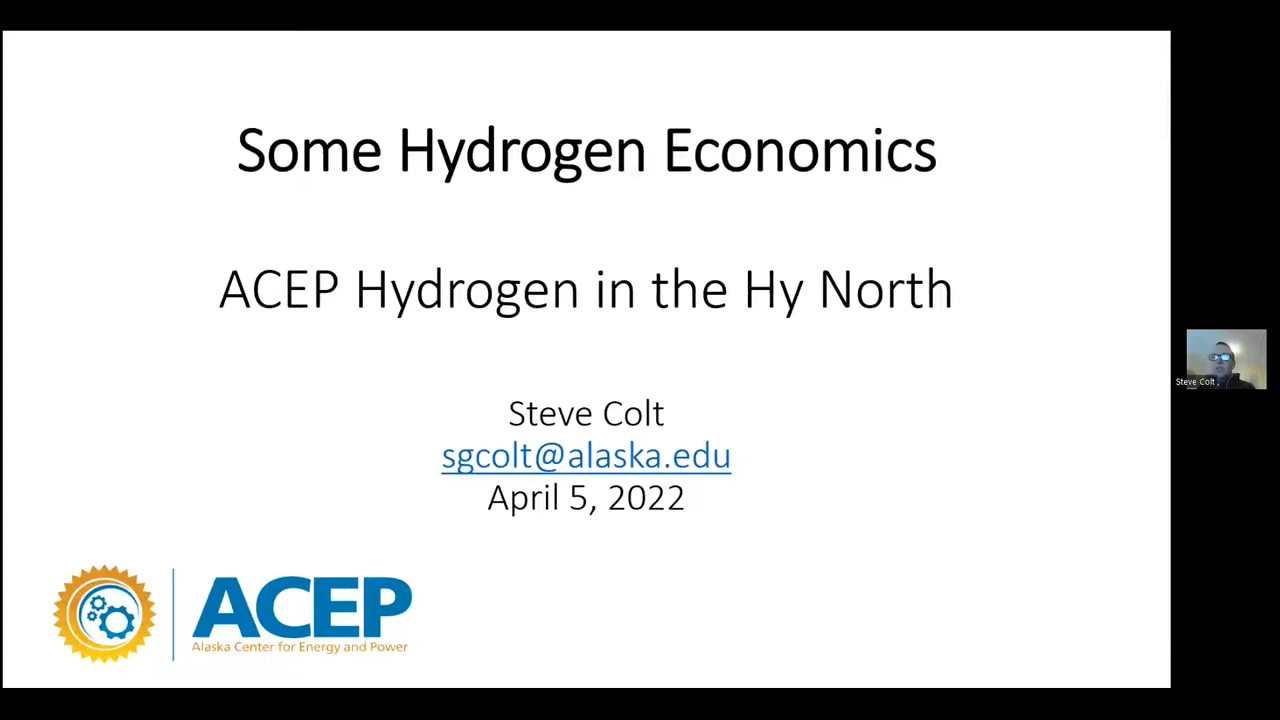 Some Hydrogen Economics
ACEP Hydrogen in the Hy North
Steve Colt
sgcolt@alaska.edu
April 5, 2022
ACEP
Alaska Center for Energy and Power
Steve Colt